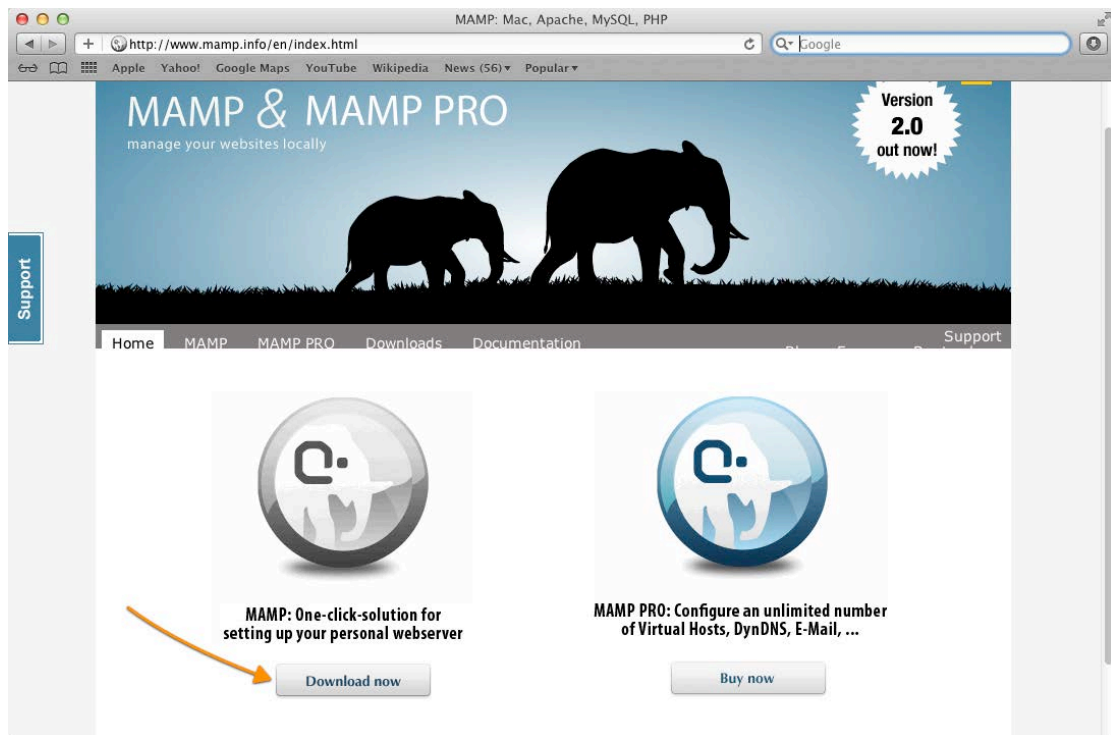 MAMP: Mac, Apache, MySQL, PHP
http://www.mamp.info/en/index.html
Google
Apple Yahoo! Google Maps YouTube Wikipedia News (56) Popular
MAMP & MAMP PRO
manage your websites locally
Version
2.0
out now!
Support
Home MAMP MAMP PRO Downloads Documentation Support
MAMP: One-click-solution for
setting up your personal webserver
Download now
MAMP PRO: Configure an unlimited number
of Virtual Hosts, DynDNS, E-Mail, ...
Buy now